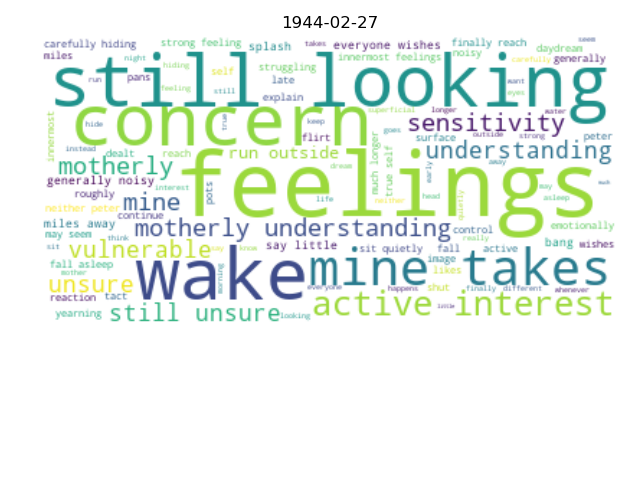 1944-02-27
carefully hiding
strong feeling
splash
takes
everyone wishes
finally reach
seem
miles
night
innermost feelings
noisy
daydream
generally
hiding
self
struggling
carefully
run
pans
late
want
feeling
still
explain
eyes
still looking
innermost
hide
true
keep
superficial
longer
water
concern
flirt
goes
outside
strong
sensitivity
instead
dealt
reach
run outside
much longer
true self
surface
peter
motherly
understanding
early
away
generally noisy
dream
feelings
may
much
roughly
interest
pots
life
head
quietly
asleep
neither peter
mine
neither
continue
miles away
motherly understanding
control
emotionally
may seem
think
really
sit
vulnerable
say
know
say little
sit quietly
fall
active
bang
wishes
fall asleep
mother
wake
morning
mine takes
image
likes
unsure
everyone
happens
shut
finally
different
whenever
reaction
tact
active interest
little
yearning
still unsure
looking